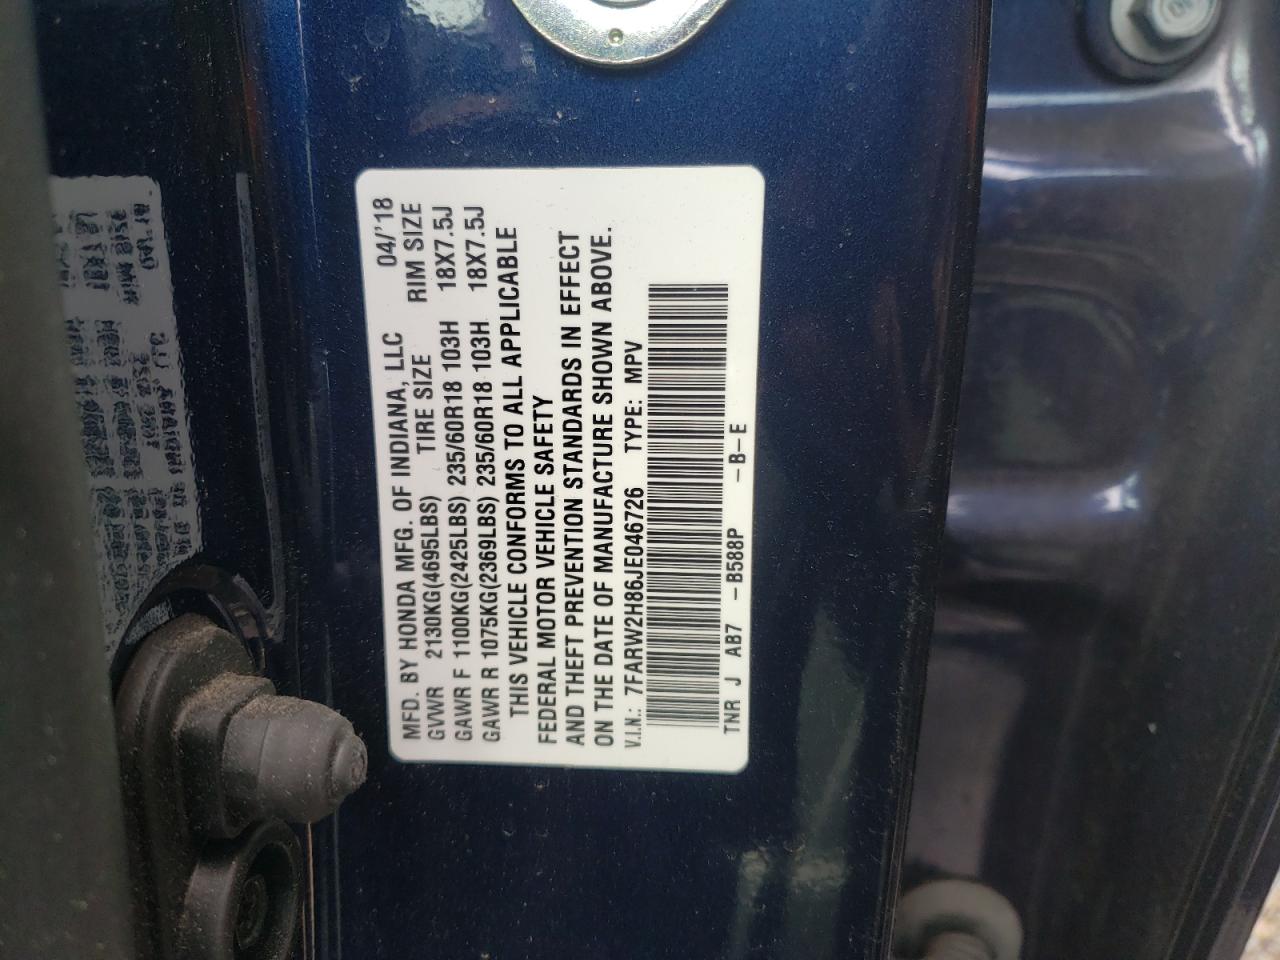 MFD. BY HONDA MFG. OF INDIANA, LLC 04/'18
GVWR 2130KG(4695LBS) TIRE SIZE RIM SIZE
GAWR F 1100KG(2425LBS) 235/60R18 103H 18X7.5J
GAWR R 1075KG(2369LBS) 235/60R18 103H 18X7.5J
THIS VEHICLE CONFORMS TO ALL APPLICABLE
FEDERAL MOTOR VEHICLE SAFETY
AND THEFT PREVENTION STANDARDS IN EFFECT
ON THE DATE OF MANUFACTURE SHOWN ABOVE.
V.I.N.: 7FARW2H86JE046726 TYPE: MPV
TNR J AB7 -B588P -B-E